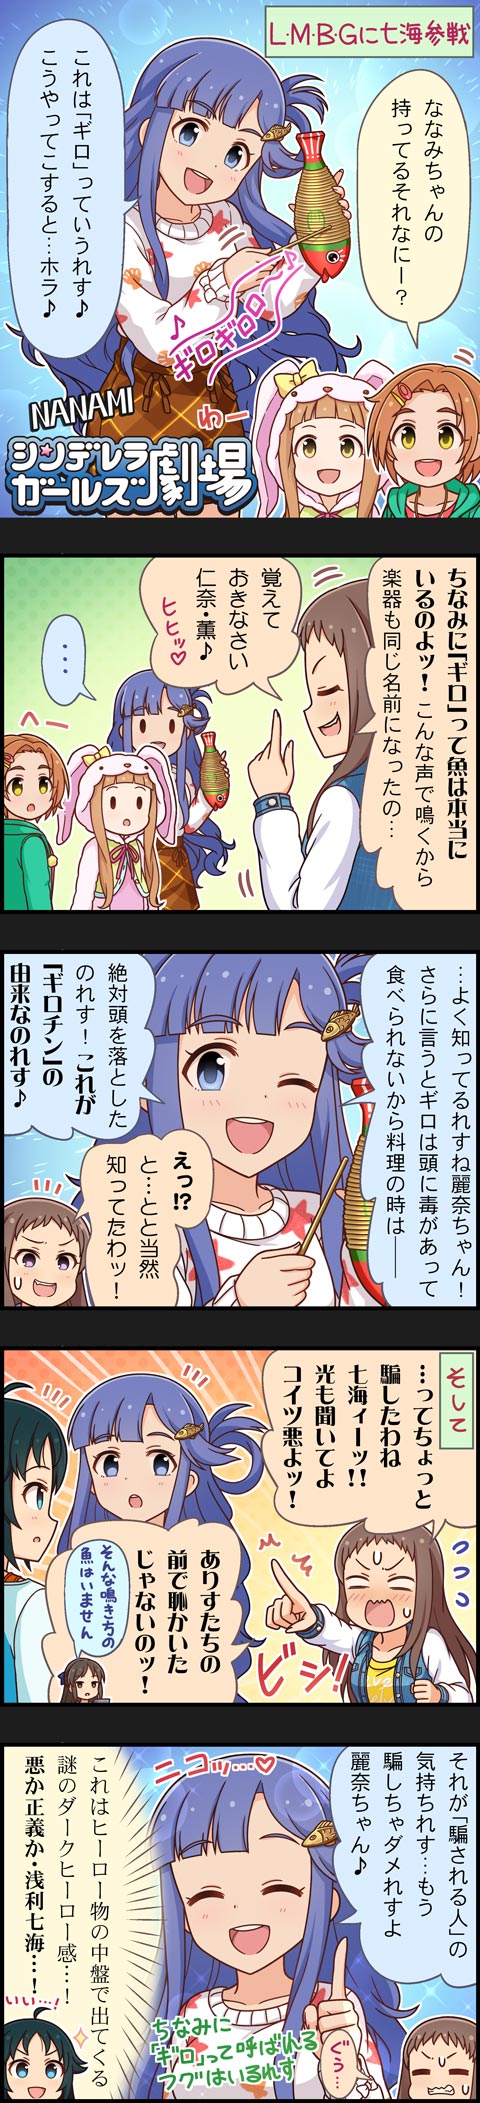 L・M・B・Gに七海参戦
ななみちゃんの
持ってるそれなにー？
これは「ギロ」っていうれす♪
こうやってこすると…ホラ♪
ギロギロロ〜♪
♪
わー
NANAMI
シンデレラ
ガールズ劇場
ちなみに『ギロ』って魚は本当に
いるのよッ！こんな声で鳴くから
楽器も同じ名前になったの…
覚えて
おきなさい
仁奈・薫♪
ヒヒッ♥
…
へー
…よく知ってるれすね麗奈ちゃん！
さらに言うとギロは頭に毒があって
食べられないから料理の時は──
絶対頭を落とした
のれす！これが
『ギロチン』の
由来なのれす♪
えっ!?
と…とと当然
知ってたわッ！
そして
…ってちょっと
騙したわね
七海ィーッ!!
光も聞いてよ
コイツ悪よッ！
ありすたちの
前で恥かいた
じゃないのッ！
そんな鳴きちの
魚はいません
ビシ！
それが「騙される人」の
気持ちれす…もう
騙しちゃダメれすよ
麗奈ちゃん♪
ニコッ…♥
これはヒーロー物の中盤で出てくる
謎のダークヒーロー感…！
悪か正義か・浅利七海…！
いい…！
ぐぅ…
ちなみに
「ギロ」って呼ばれる
フグはいるれす